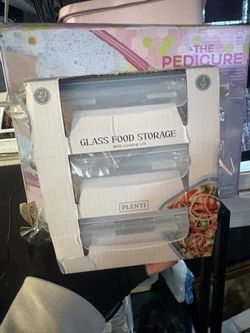 THE
PEDICURE
GLASS FOOD STORAGE
With Locking Lid
PLENTI